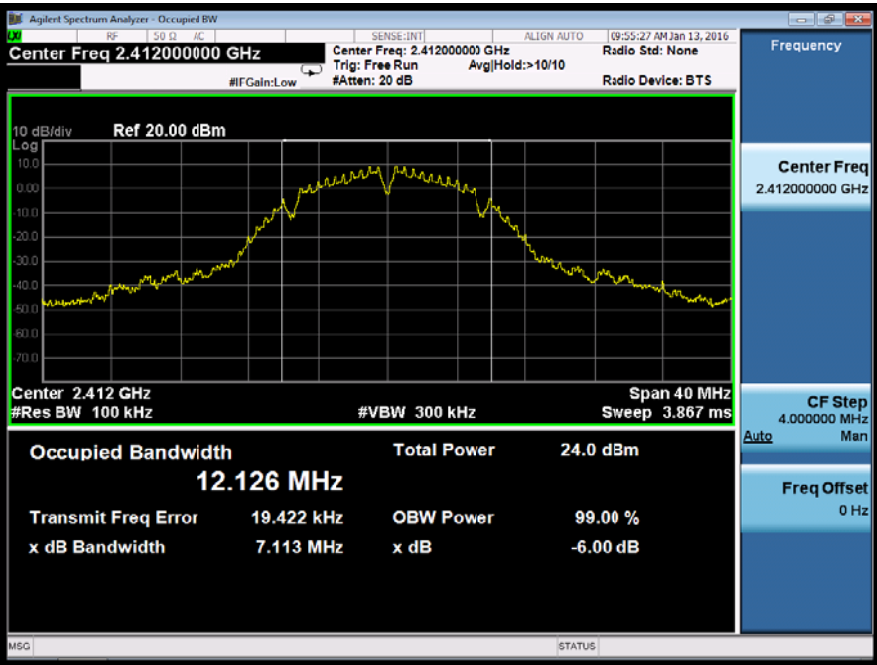 Agilent Spectrum Analyzer - Occupied BW
LXI RF 50 Ω AC SENSE:INT ALIGN AUTO 09:55:27 AM Jan 13, 2016
Center Freq 2.412000000 GHz
Center Freq: 2.412000000 GHz
Radio Std: None
Trig: Free Run Avg|Hold:>10/10
#IFGain:Low
#Atten: 20 dB
Radio Device: BTS
Frequency
10 dB/div Ref 20.00 dBm
Log
10.0
0.00
-10.0
-20.0
-30.0
-40.0
-50.0
-60.0
-70.0
Center 2.412 GHz Span 40 MHz
#Res BW 100 kHz #VBW 300 kHz Sweep 3.867 ms
Occupied Bandwidth Total Power 24.0 dBm
12.126 MHz
Transmit Freq Error 19.422 kHz OBW Power 99.00 %
x dB Bandwidth 7.113 MHz x dB -6.00 dB
Center Freq
2.412000000 GHz
CF Step
4.000000 MHz
Auto Man
Freq Offset
0 Hz
MSG STATUS